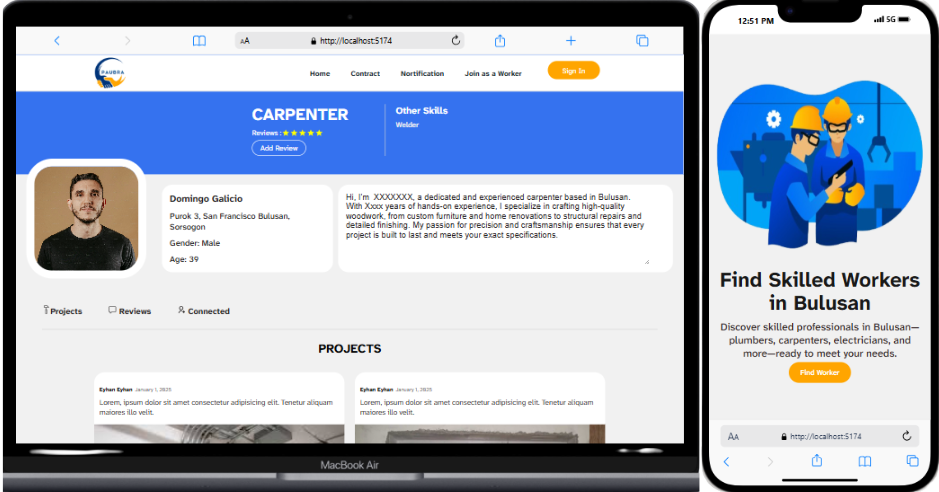 AA
http://localhost:5174
PAUBRA
Home
Contract
Nortification
Join as a Worker
Sign In
CARPENTER
Reviews :
Add Review
Other Skills
Welder
Domingo Galicio
Purok 3, San Francisco Bulusan,
Sorsogon
Gender: Male
Age: 39
Hi, I'm XXXXXXX, a dedicated and experienced carpenter based in Bulusan.
With Xxxx years of hands-on experience, I specialize in crafting high-quality
woodwork, from custom furniture and home renovations to structural repairs and
detailed finishing. My passion for precision and craftsmanship ensures that every
project is built to last and meets your exact specifications.
Projects
Reviews
Connected
PROJECTS
Eyhan Eyhan January 1, 2025
Lorem, ipsum dolor sit amet consectetur adipisicing elit. Tenetur aliquam
maiores illo velit.
Eyhan Eyhan January 1, 2025
Lorem, ipsum dolor sit amet consectetur adipisicing elit. Tenetur aliquam
maiores illo velit.
MacBook Air
12:51 PM
5G
Find Skilled Workers
in Bulusan
Discover skilled professionals in Bulusan—
plumbers, carpenters, electricians, and
more—ready to meet your needs.
Find Worker
AA
http://localhost:5174